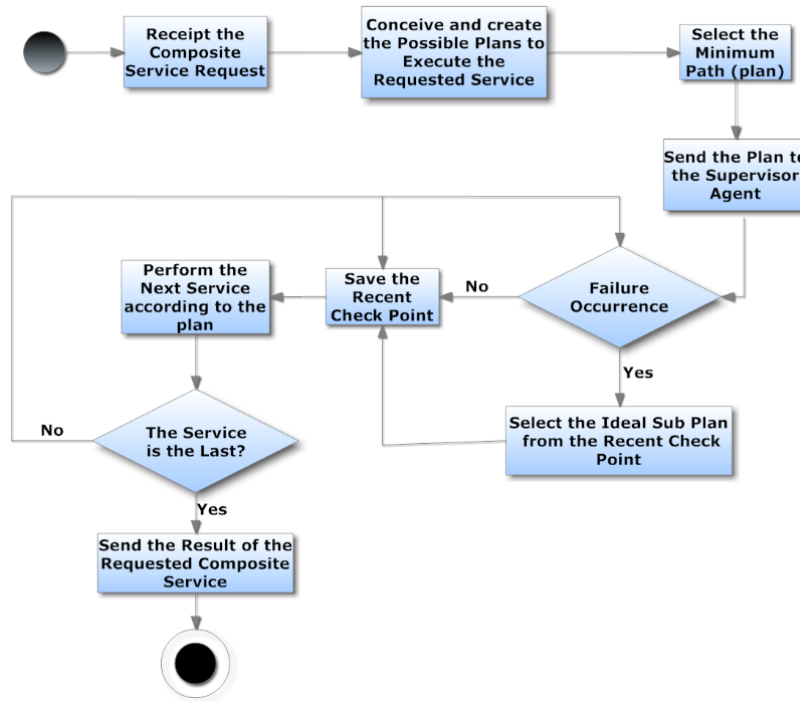 Receipt the
Composite
Service Request
Conceive and create
the Possible Plans to
Execute the
Requested Service
Select the
Minimum
Path (plan)
Send the Plan to
the Supervisor
Agent
Failure
Occurrence
No
Save the
Recent
Check Point
Perform the
Next Service
according to the
plan
Yes
Select the Ideal Sub Plan
from the Recent Check
Point
No
The Service
is the Last?
Yes
Send the Result of the
Requested Composite
Service